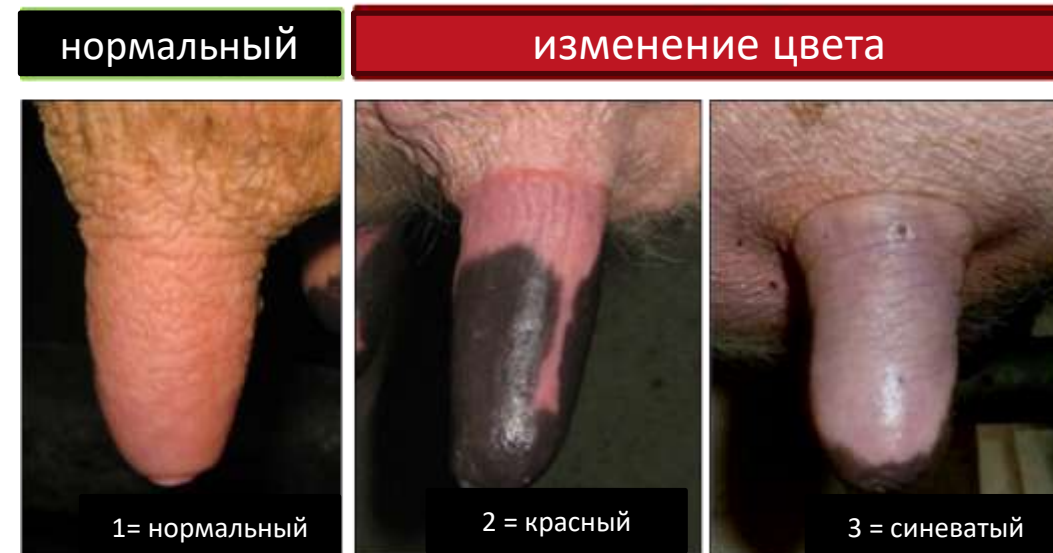 нормальный
изменение цвета
1= нормальный
2 = красный
3 = синеватый